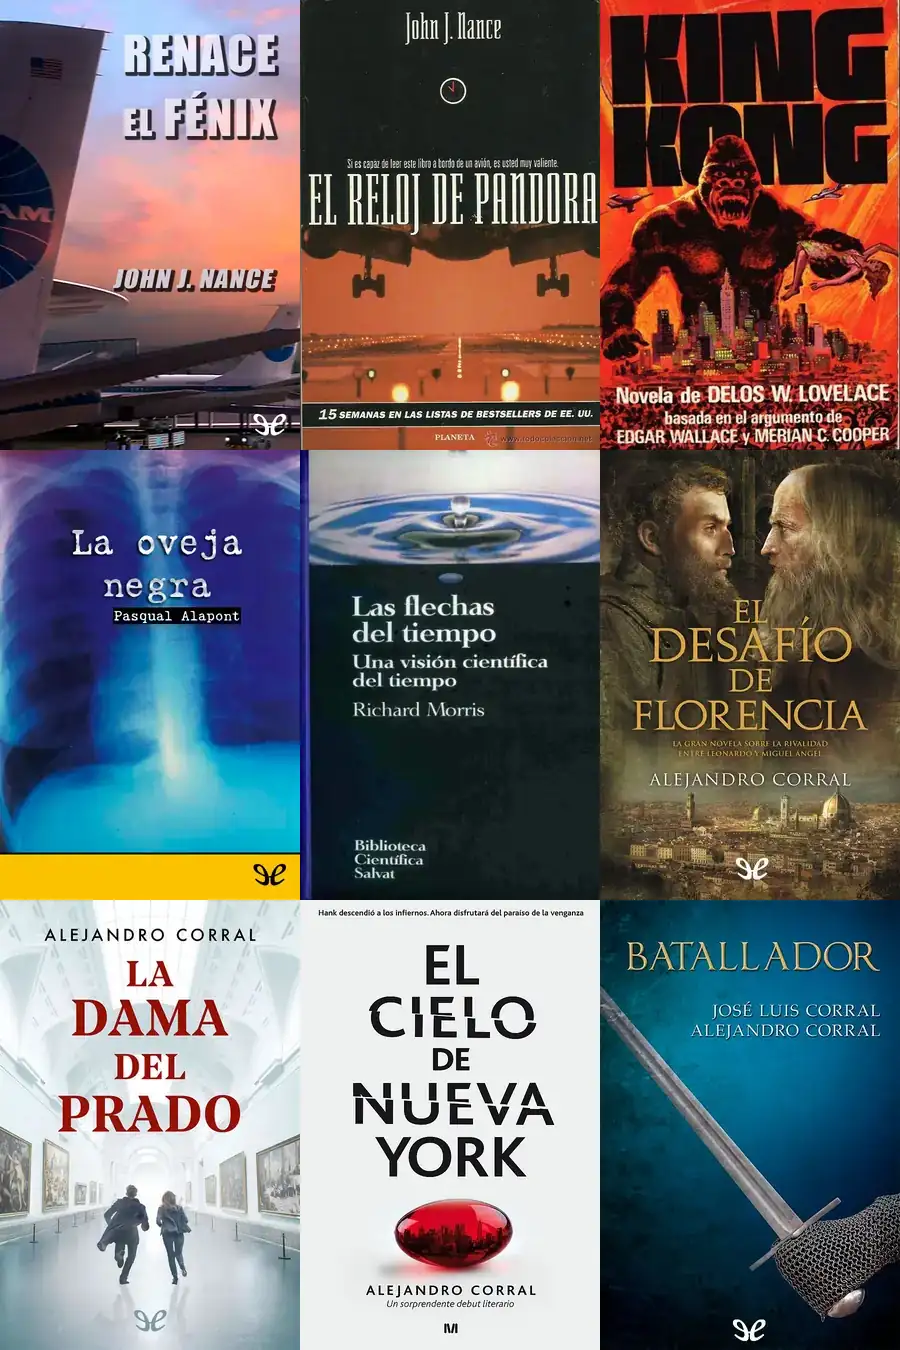 RENACE
EL FÉNIX
AM
JOHN J. NANCE
John J. Nance
Si es capaz de leer este libro a bordo de un avión, es usted muy valiente.
EL RELOJ DE PANDORA
15 SEMANAS EN LAS LISTAS DE BESTSELLERS DE EE. UU.
PLANETA
www.todocoleccion.net
KING
KONG
Novela de DELOS W. LOVELACE
basada en el argumento de
EDGAR WALLACE y MERIAN C. COOPER
La oveja
negra
Pasqual Alapont
Las flechas
del tiempo
Una visión científica
del tiempo
Richard Morris
Biblioteca
Científica
Salvat
EL
DESAFÍO
DE
FLORENCIA
LA GRAN NOVELA SOBRE LA RIVALIDAD
ENTRE LEONARDO Y MIGUEL ÁNGEL
ALEJANDRO CORRAL
ALEJANDRO CORRAL
LA
DAMA
DEL
PRADO
Hank descendió a los infiernos. Ahora disfrutará del paraíso de la venganza
EL
CIELO
DE
NUEVA
YORK
ALEJANDRO CORRAL
Un sorprendente debut literario
M
BATALLADOR
JOSÉ LUIS CORRAL
ALEJANDRO CORRAL